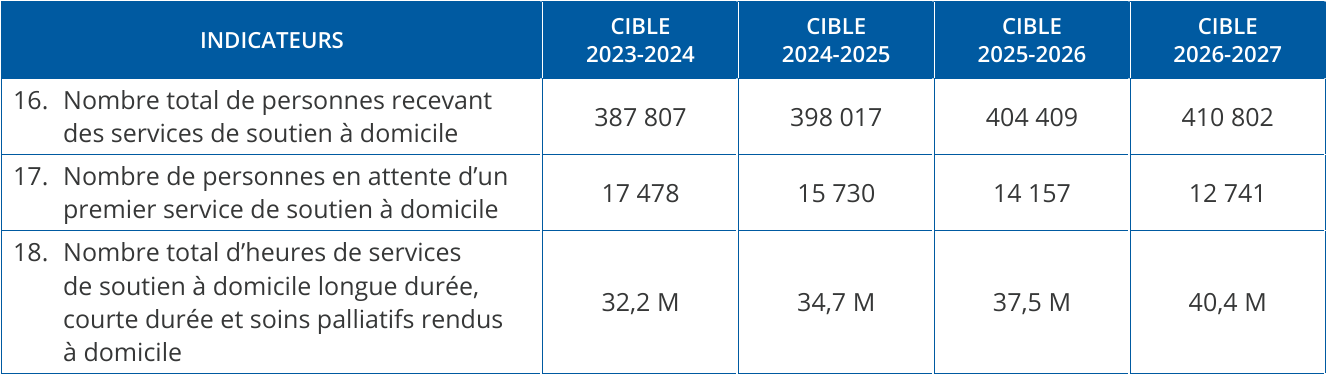 INDICATEURS
CIBLE
2023-2024
CIBLE
2024-2025
CIBLE
2025-2026
CIBLE
2026-2027
16. Nombre total de personnes recevant
des services de soutien à domicile
387 807
398 017
404 409
410 802
17. Nombre de personnes en attente d’un
premier service de soutien à domicile
17 478
15 730
14 157
12 741
18. Nombre total d’heures de services
de soutien à domicile longue durée,
courte durée et soins palliatifs rendus
à domicile
32,2 M
34,7 M
37,5 M
40,4 M